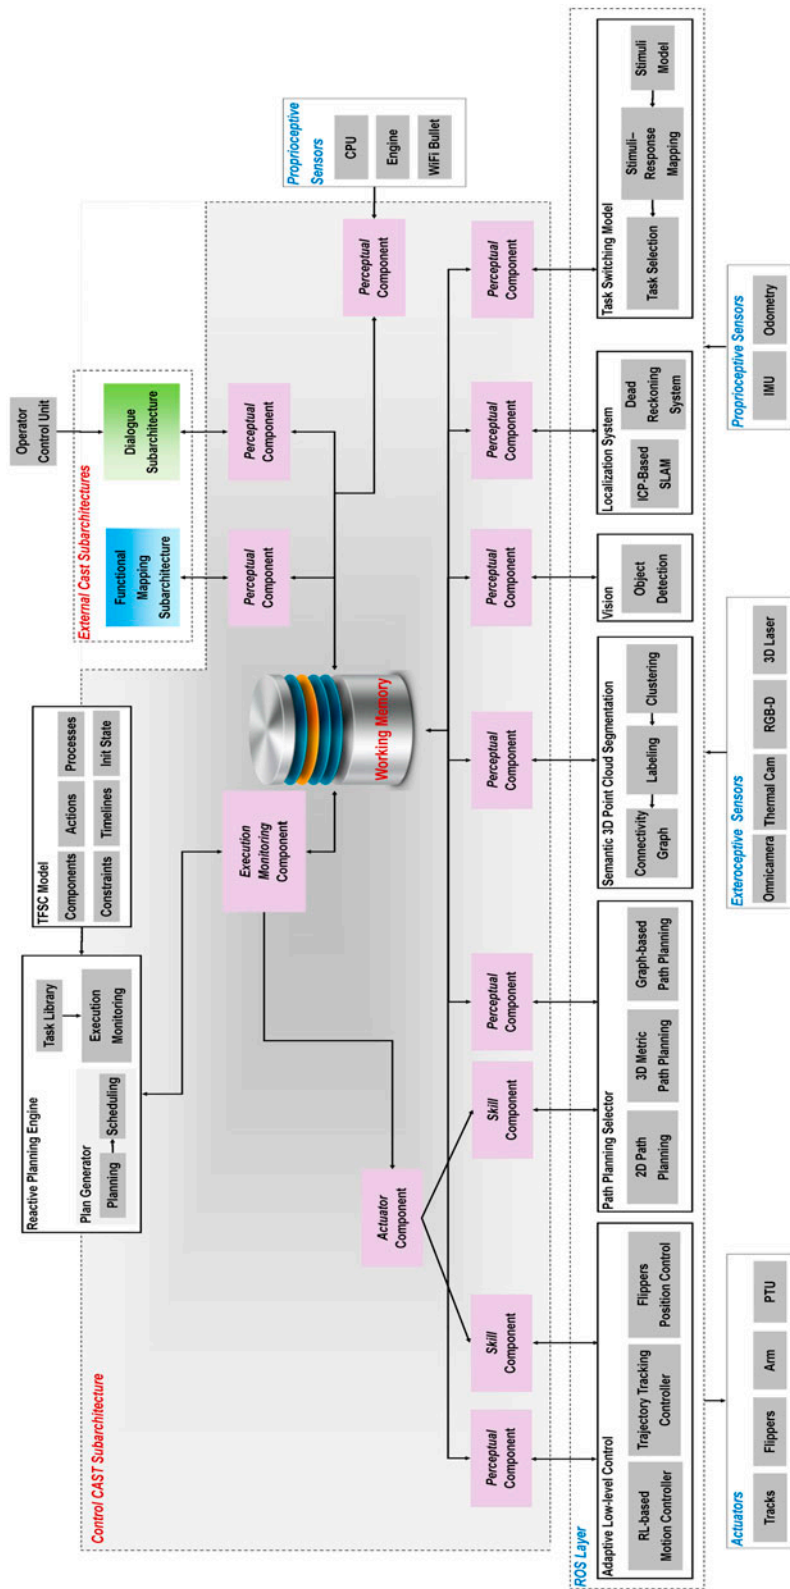 Reactive Planning Engine
Plan Generator
Planning
Scheduling
Task Library
Execution
Monitoring
TFSC Model
Components
Actions
Processes
Constraints
Timelines
Init State
External Cast Subarchitectures
Functional
Mapping
Subarchitecture
Dialogue
Subarchitecture
Operator
Control Unit
Control CAST Subarchitecture
Execution
Monitoring
Component
Working Memory
Perceptual
Component
Perceptual
Component
Perceptual
Component
Proprioceptive
Sensors
CPU
Engine
WiFi Bullet
Actuator
Component
Perceptual
Component
Skill
Component
Skill
Component
Perceptual
Component
Perceptual
Component
Perceptual
Component
Perceptual
Component
Perceptual
Component
ROS Layer
Adaptive Low-level Control
RL-based
Motion Controller
Trajectory Tracking
Controller
Flippers
Position Control
Path Planning Selector
2D Path
Planning
3D Metric
Path Planning
Graph-based
Path Planning
Semantic 3D Point Cloud Segmentation
Connectivity
Graph
Labeling
Clustering
Vision
Object
Detection
Localization System
ICP-Based
SLAM
Dead
Reckoning
System
Task Switching Model
Task Selection
Stimuli–
Response
Mapping
Stimuli
Model
Actuators
Tracks
Flippers
Arm
PTU
Exteroceptive Sensors
Omnicamera
Thermal Cam
RGB-D
3D Laser
Proprioceptive Sensors
IMU
Odometry